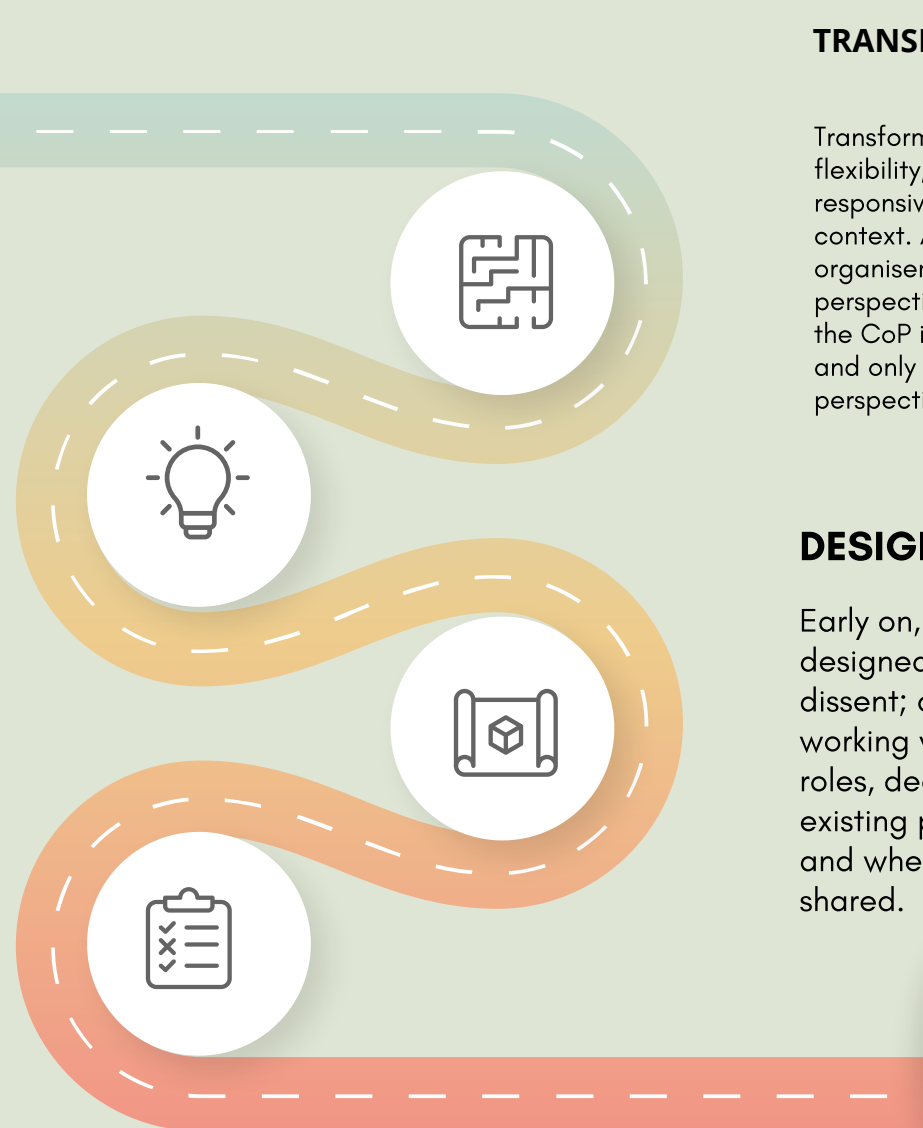 TRANS
Transform
flexibility,
responsiv
context.
organiser
perspecti
the CoP i
and only
perspecti
DESIG
Early on,
designed
dissent;
working
roles, de
existing
and whe
shared.